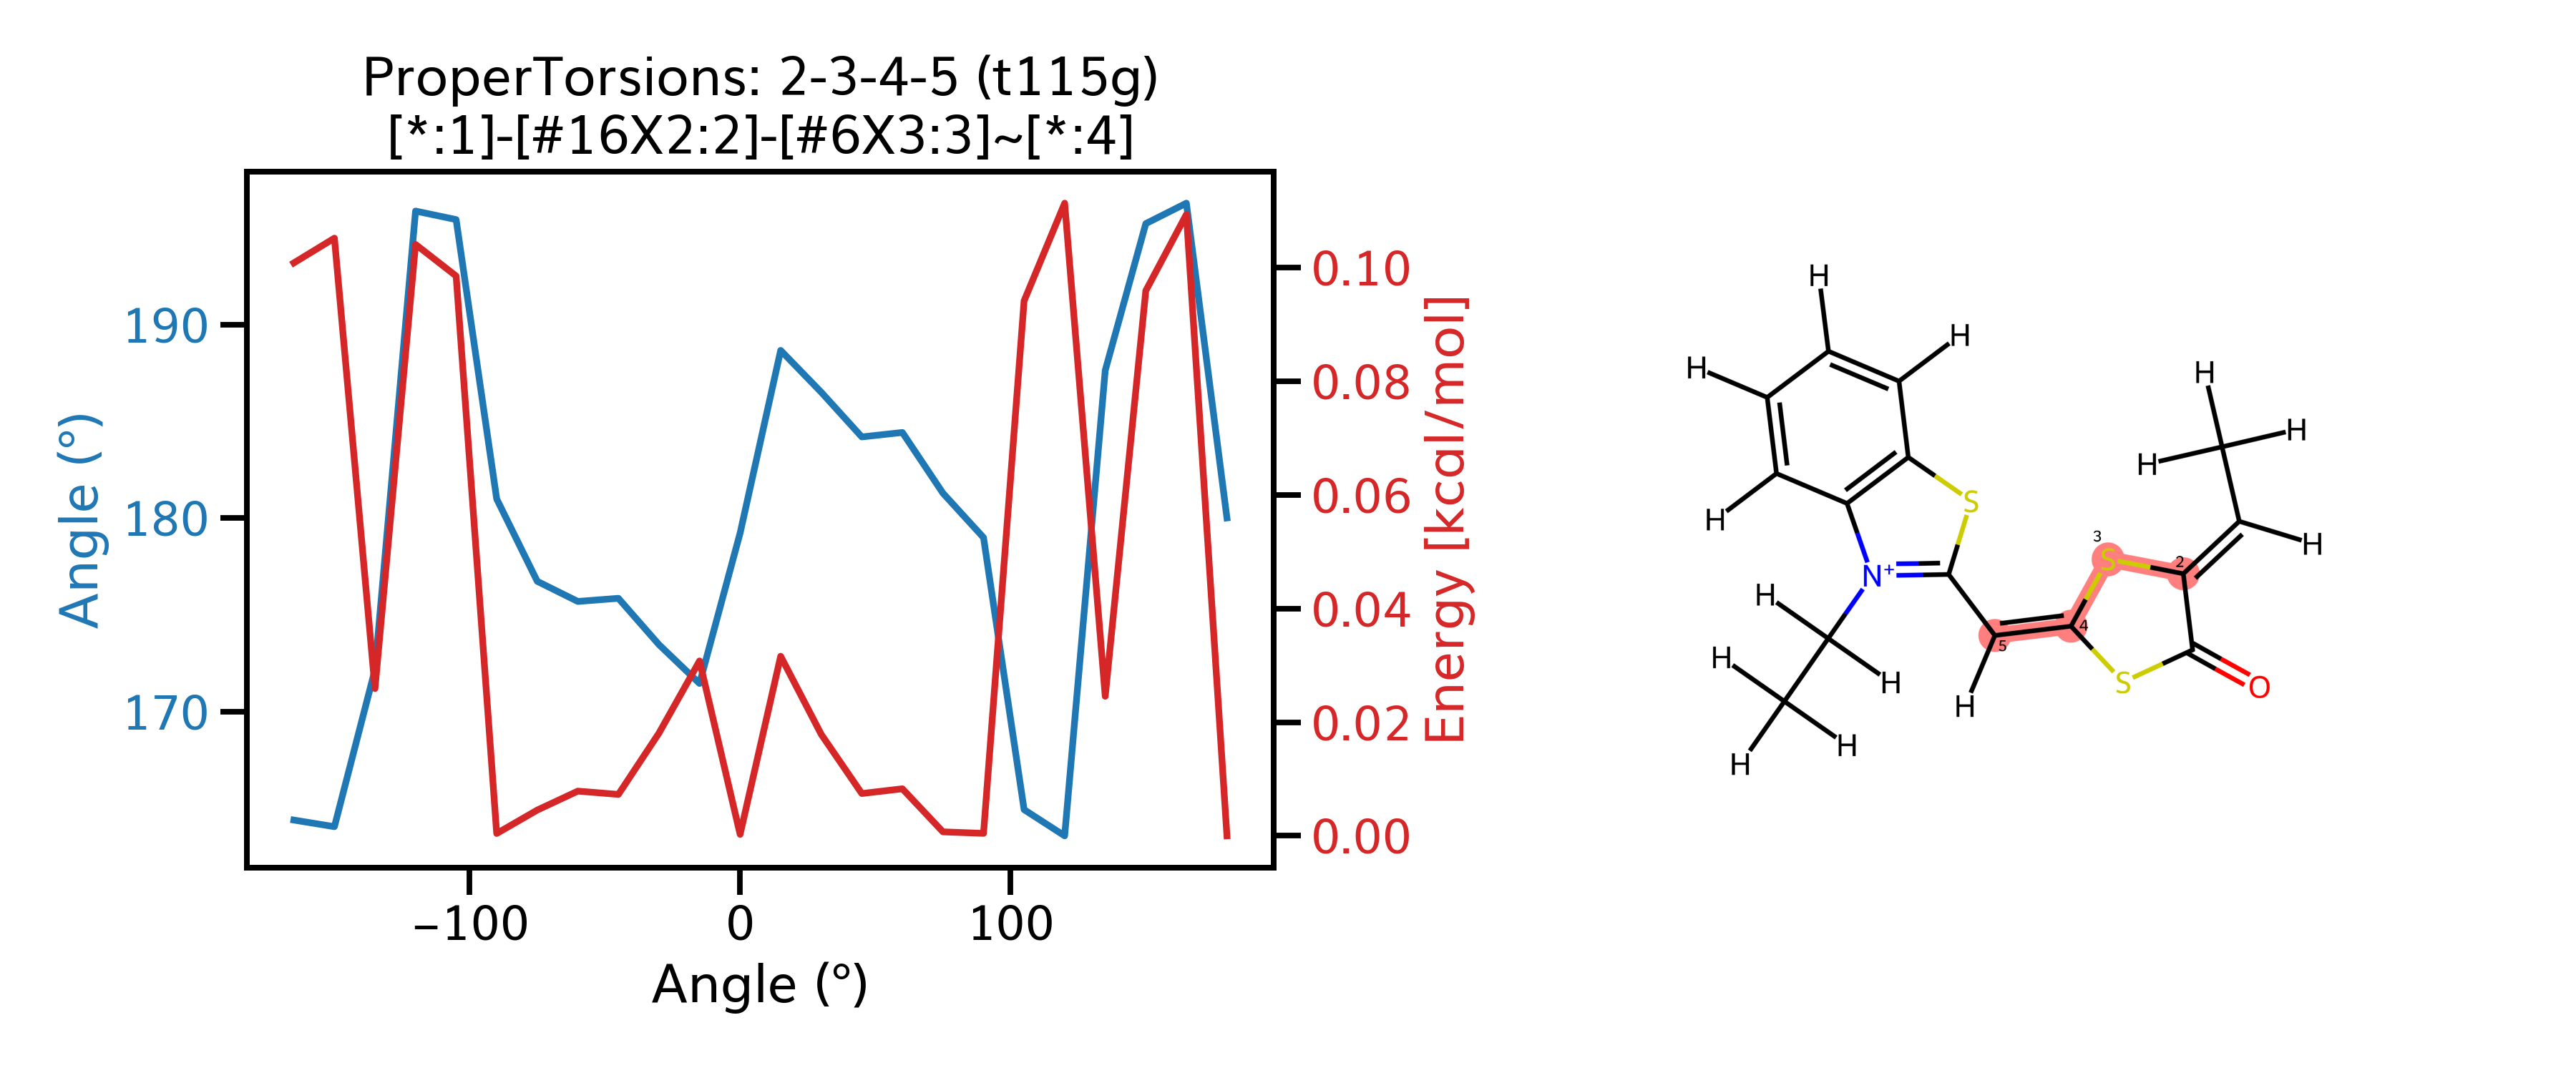 ProperTorsions: 2-3-4-5 (t115g)
[*:1]-[#16X2:2]-[#6X3:3]~[*:4]
Angle (°)
190
180
170
−100
0
100
Angle (°)
0.10
0.08
0.06
0.04
0.02
0.00
Energy [kcal/mol]
H
H
H
H
H
H
H
S
H
3
S
2
N+
H
4
5
H
H
S
O
H
H
H